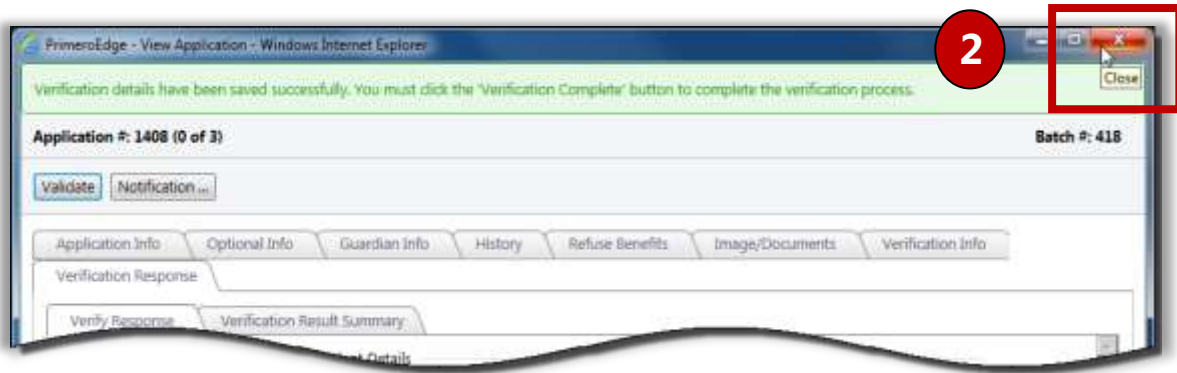 PrimeroEdge - View Application - Windows Internet Explorer
2
Close
Verification details have been saved successfully. You must click the 'Verification Complete' button to complete the verification process.
Application #: 1408 (0 of 3) Batch #: 418
Validate Notification ...
Application Info Optional Info Guardian Info History Refuse Benefits Image/Documents Verification Info
Verification Response
Verify Response Verification Result Summary
Details